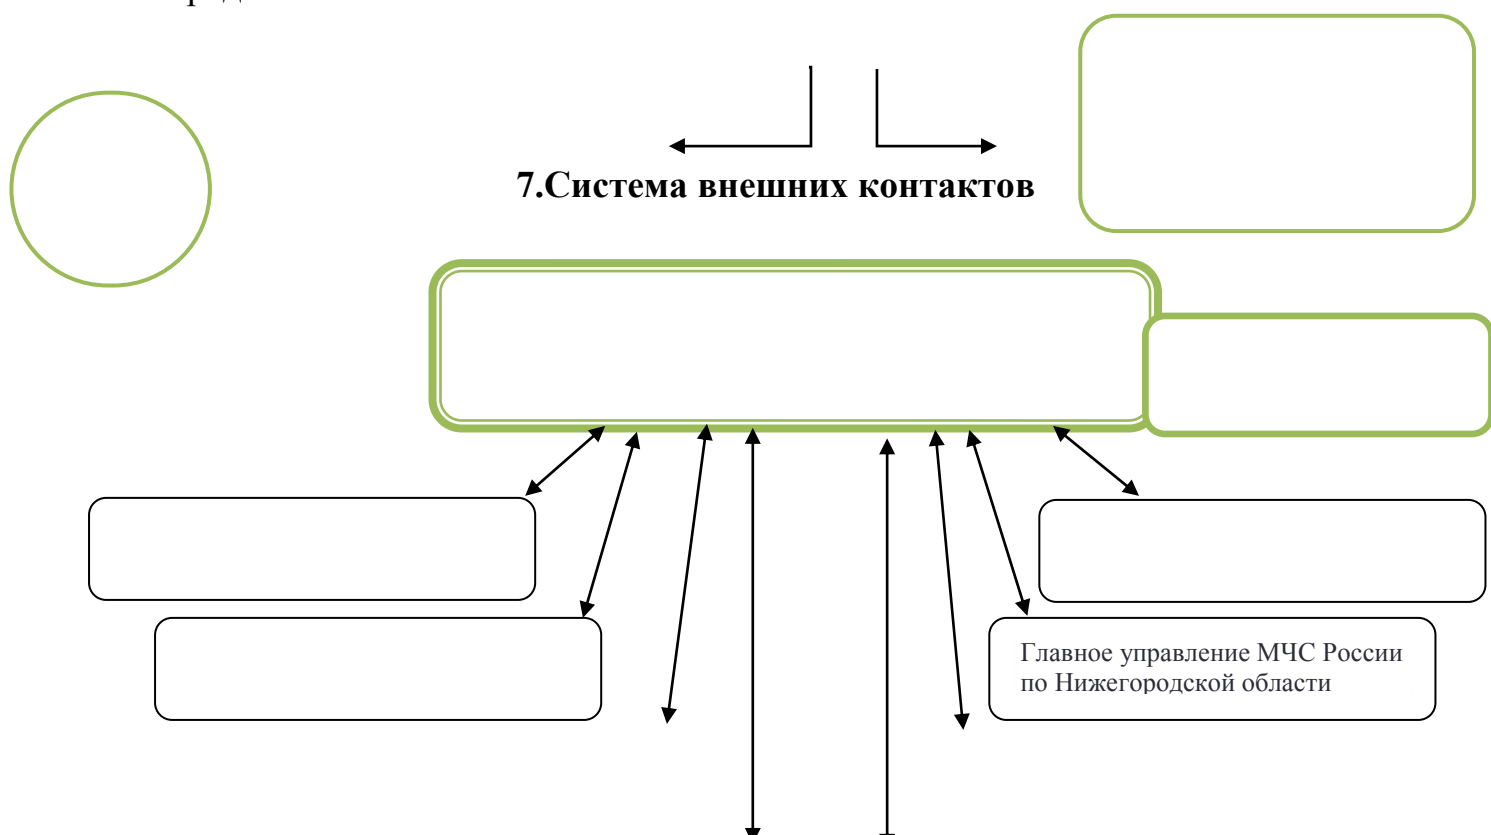 7.Система внешних контактов
Главное управление МЧС России
по Нижегородской области